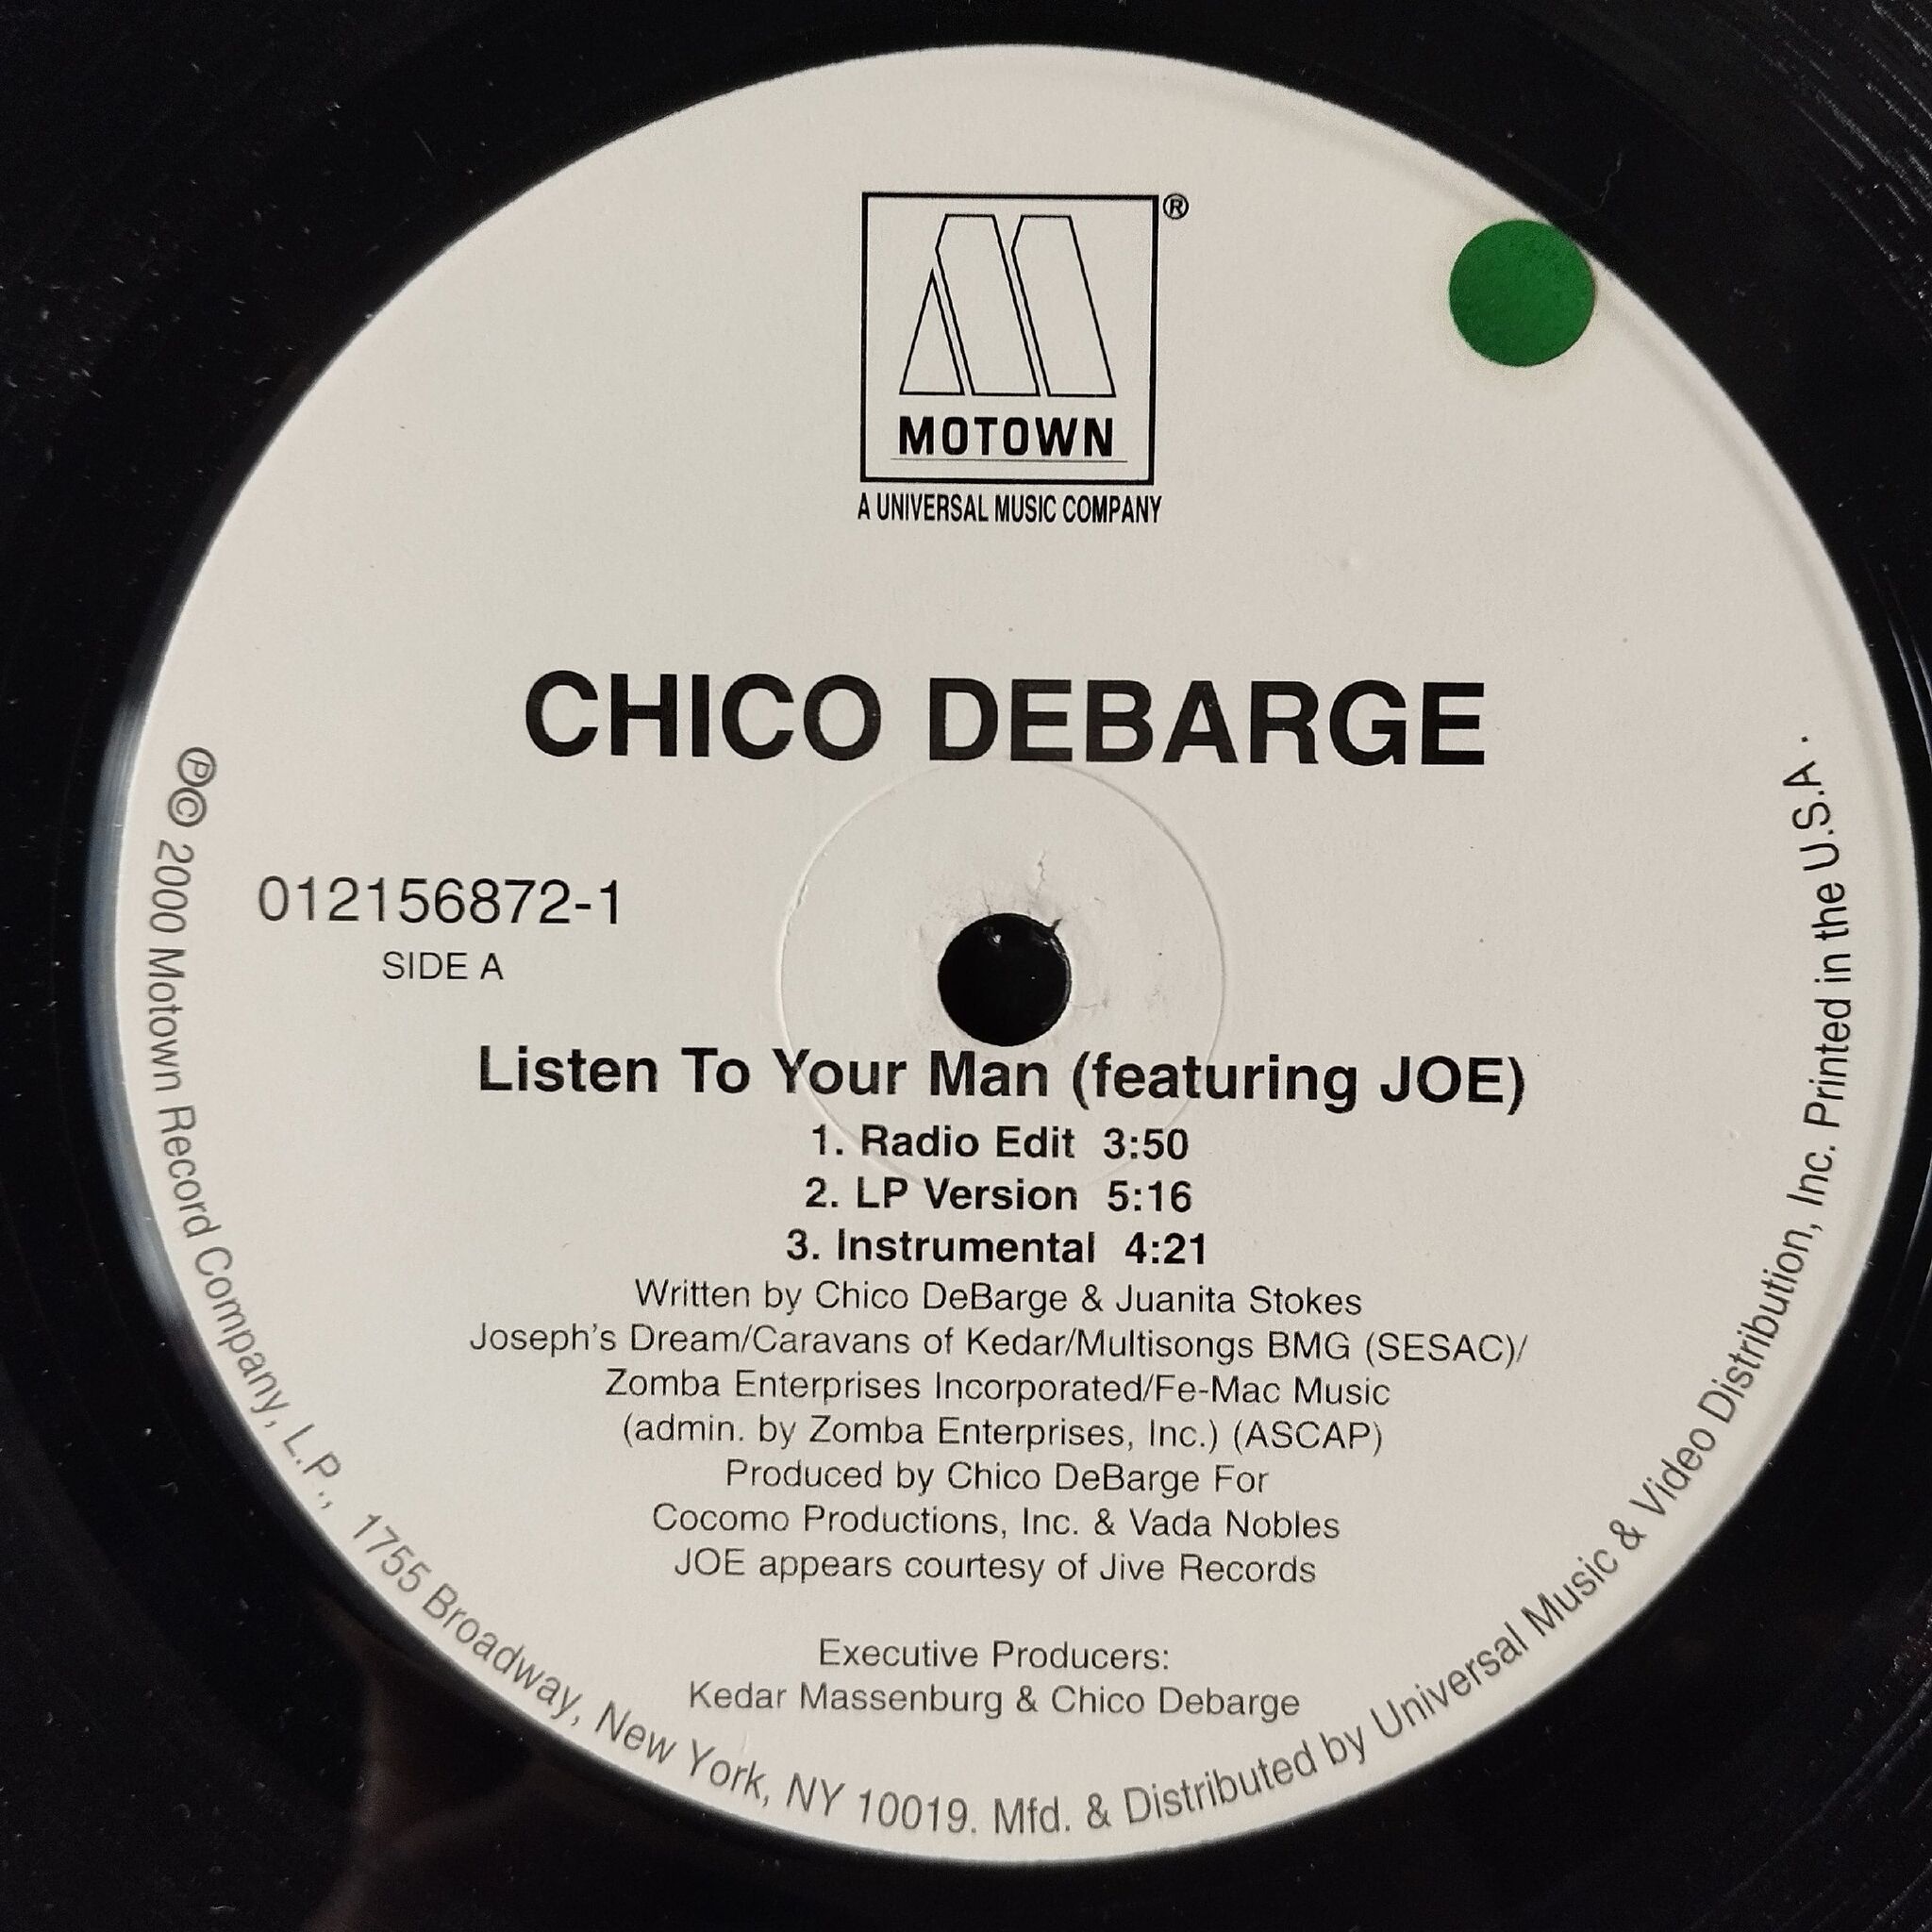 ®
MOTOWN
A UNIVERSAL MUSIC COMPANY
CHICO DEBARGE
012156872-1
SIDE A
Listen To Your Man (featuring JOE)
1. Radio Edit 3:50
2. LP Version 5:16
3. Instrumental 4:21
Written by Chico DeBarge & Juanita Stokes
Joseph's Dream/Caravans of Kedar/Multisongs BMG (SESAC)/
Zomba Enterprises Incorporated/Fe-Mac Music
(admin. by Zomba Enterprises, Inc.) (ASCAP)
Produced by Chico DeBarge For
Cocomo Productions, Inc. & Vada Nobles
JOE appears courtesy of Jive Records
Executive Producers:
Kedar Massenburg & Chico Debarge
℗© 2000 Motown Record Company, L.P., 1755 Broadway, New York, NY 10019. Mfd. & Distributed by Universal Music & Video Distribution, Inc. Printed in the U.S.A.